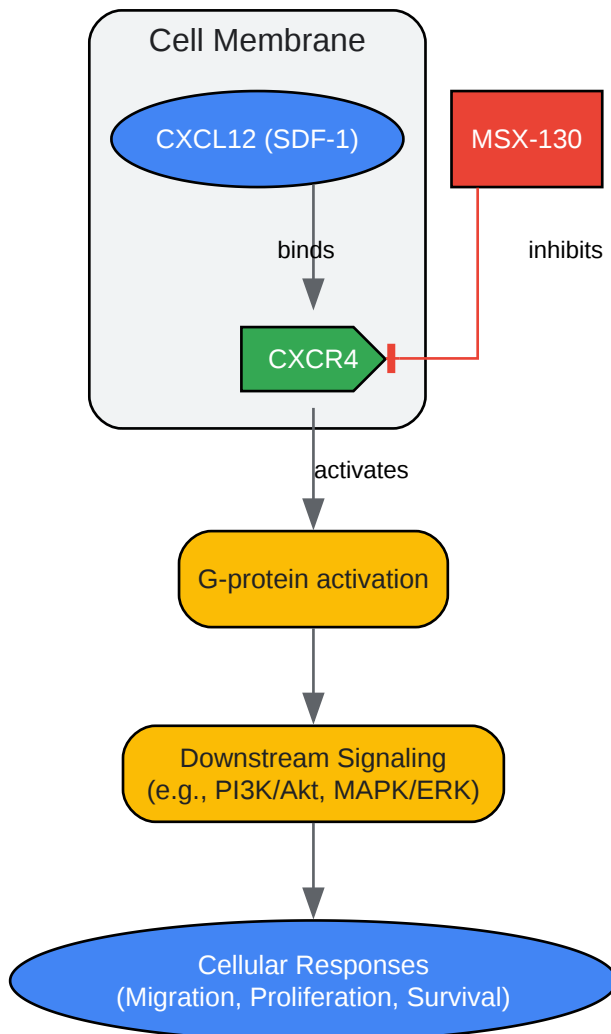 Cell Membrane
CXCL12 (SDF-1)
MSX-130
binds
inhibits
CXCR4
activates
G-protein activation
Downstream Signaling
(e.g., PI3K/Akt, MAPK/ERK)
Cellular Responses
(Migration, Proliferation, Survival)